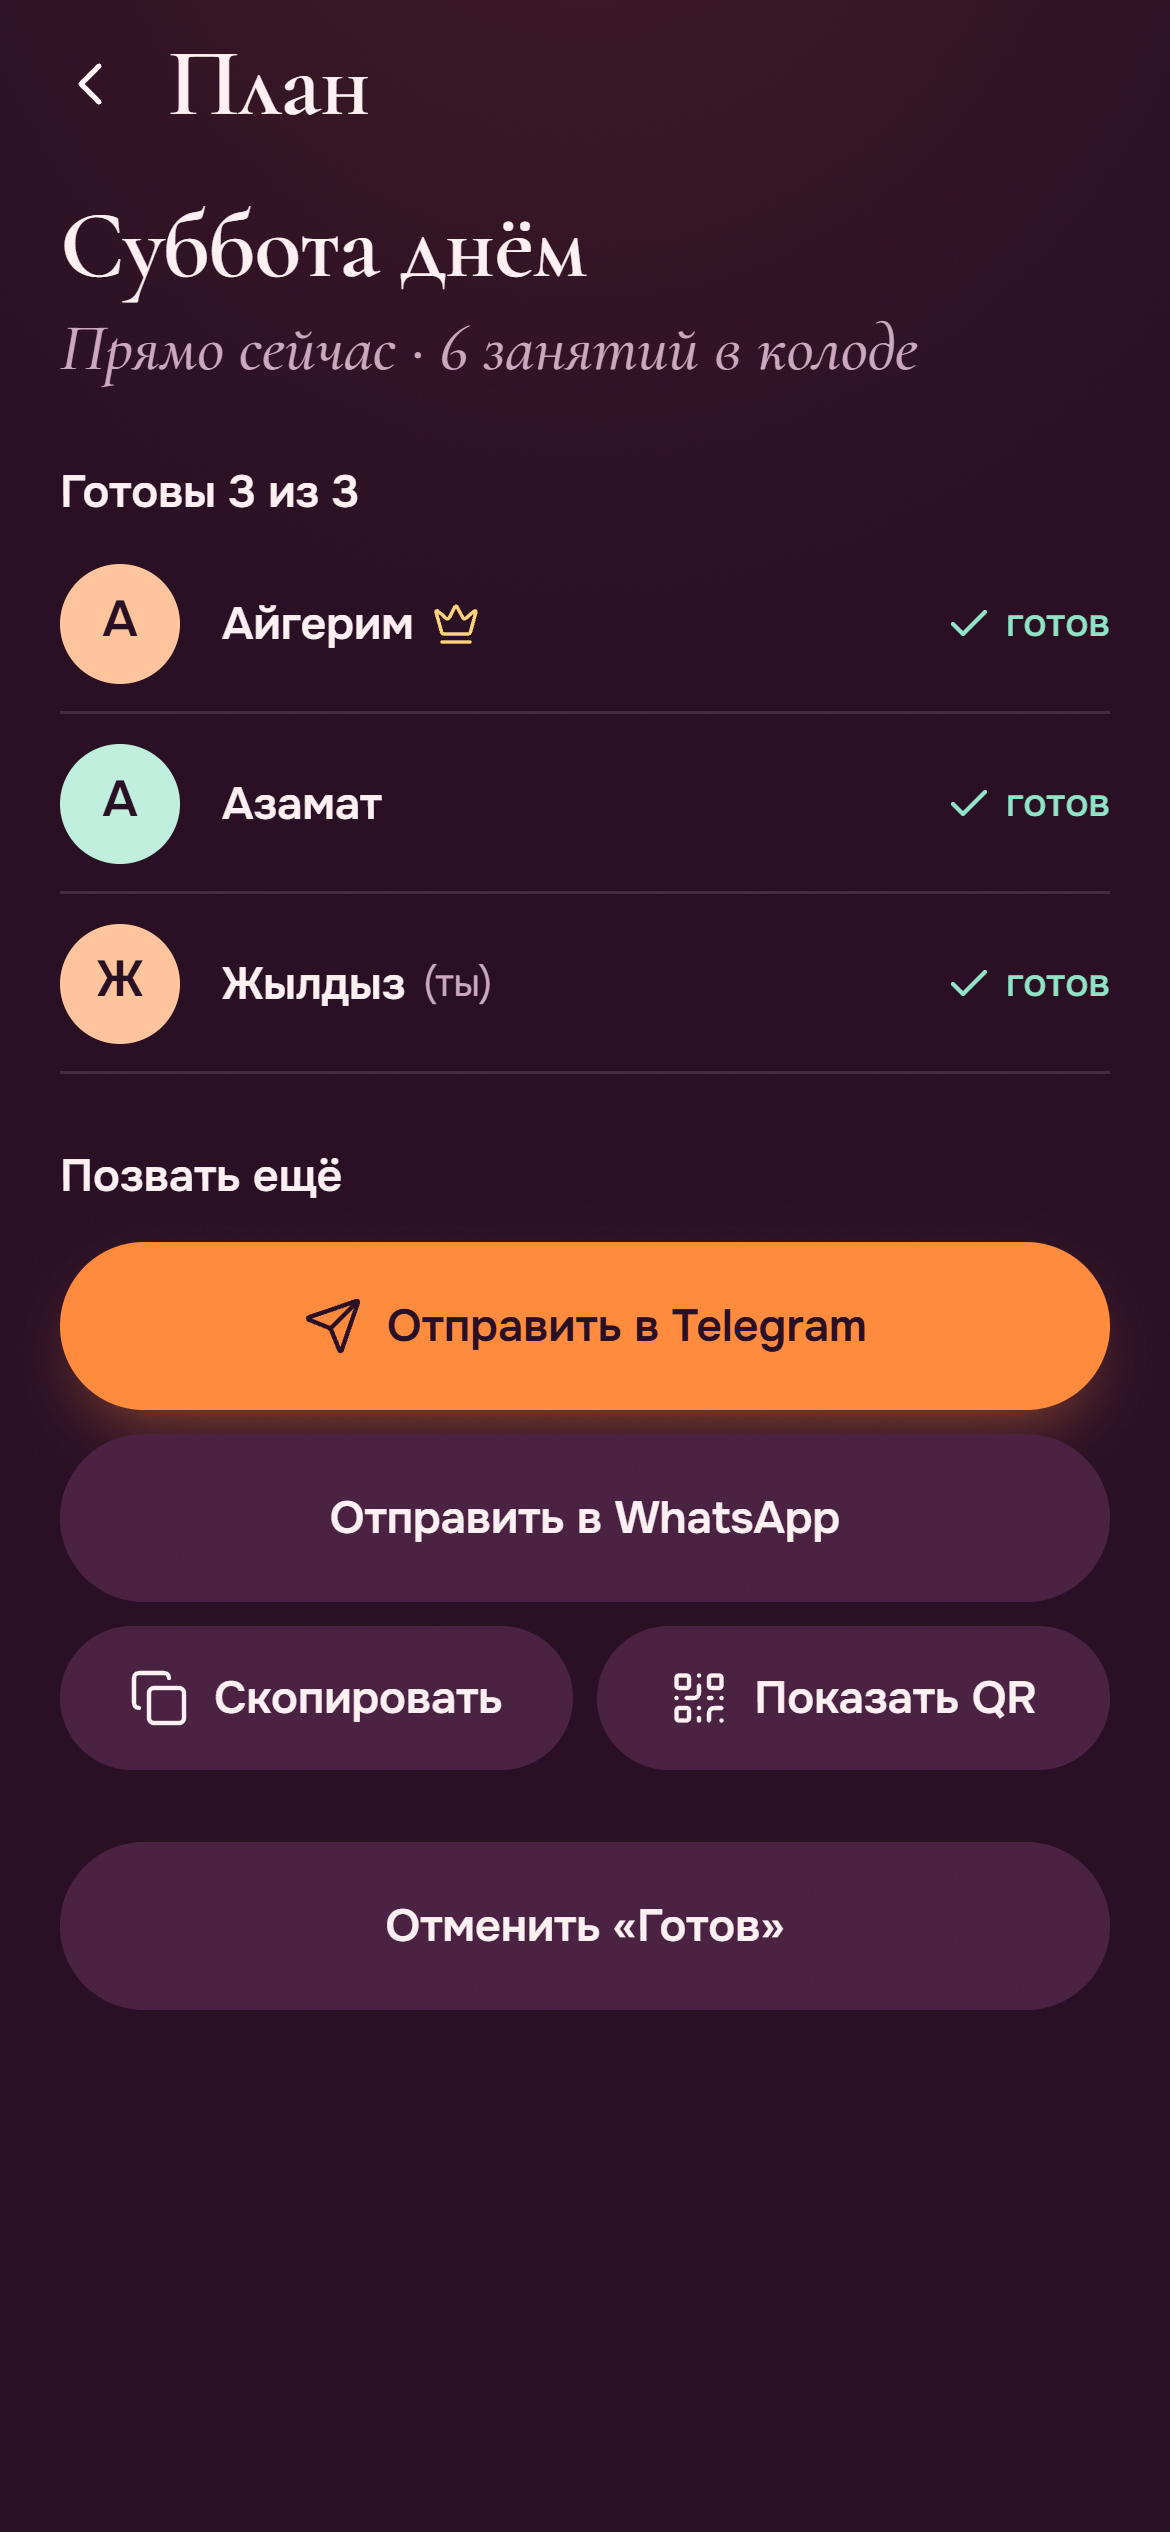 План
Суббота днём
Прямо сейчас · 6 занятий в колоде
Готовы 3 из 3
А Айгерим готов
А Азамат готов
Ж Жылдыз (ты) готов
Позвать ещё
Отправить в Telegram
Отправить в WhatsApp
Скопировать Показать QR
Отменить «Готов»